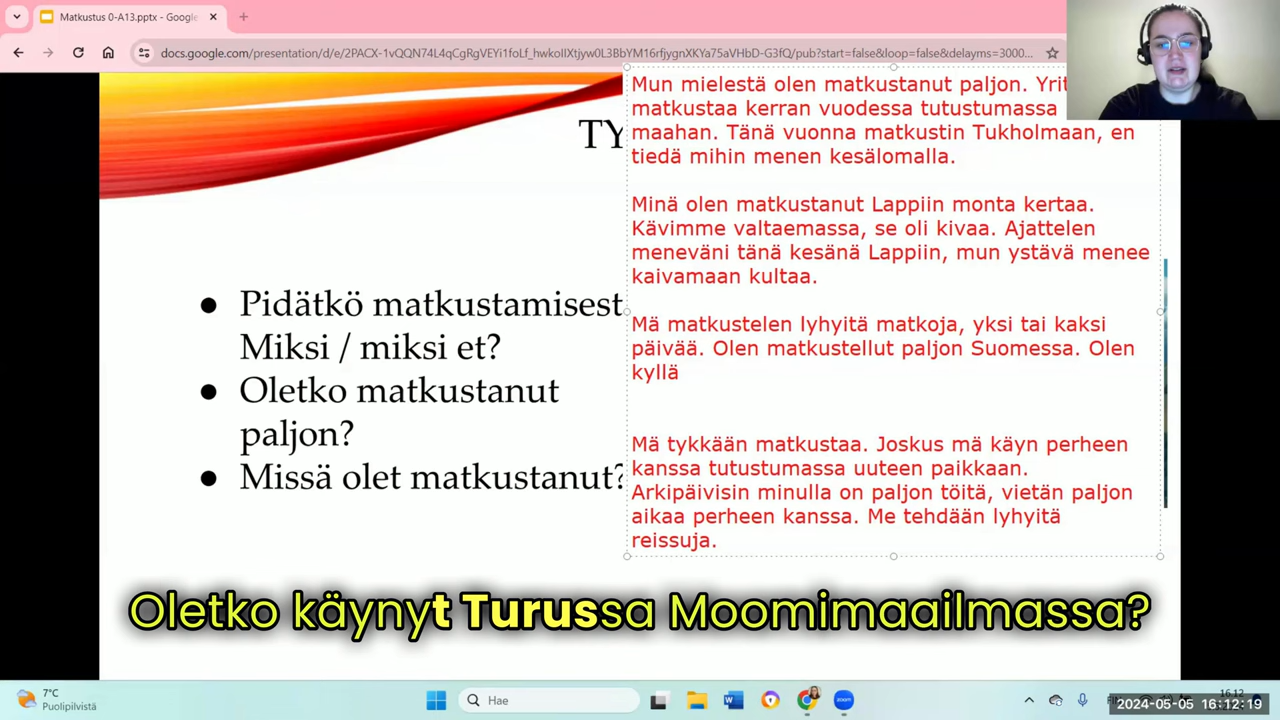 Matkustus 0-A13.pptx - Google
docs.google.com/presentation/d/e/2PACX-1vQQN74L4qCgHarP-EYi1foLf_hwkoIIXtjyw0L3BbYM16rfjygnXKYa75aVHbD-G3fQ/pub?start=false&loop=false&delayms=3000...
TY
Pidätkö matkustamisest
Miksi / miksi et?
Oletko matkustanut
paljon?
Missä olet matkustanut?
Mun mielestä olen matkustanut paljon. Yrit
matkustaa kerran vuodessa tutustumassa
maahan. Tänä vuonna matkustin Tukholmaan, en
tiedä mihin menen kesälomalla.
Minä olen matkustanut Lappiin monta kertaa.
Kävimme valtaemassa, se oli kivaa. Ajattelen
meneväni tänä kesänä Lappiin, mun ystävä menee
kaivamaan kultaa.
Mä matkustelen lyhyitä matkoja, yksi tai kaksi
päivää. Olen matkustellut paljon Suomessa. Olen
kyllä
Mä tykkään matkustaa. Joskus mä käyn perheen
kanssa tutustumassa uuteen paikkaan.
Arkipäivisin minulla on paljon töitä, vietän paljon
aikaa perheen kanssa. Me tehdään lyhyitä
reissuja.
Oletko käynyt Turussa Moomimaailmassa?
7°C
Puolipilvistä
Hae
zoom
16.12
2024-05-05 16:12:19